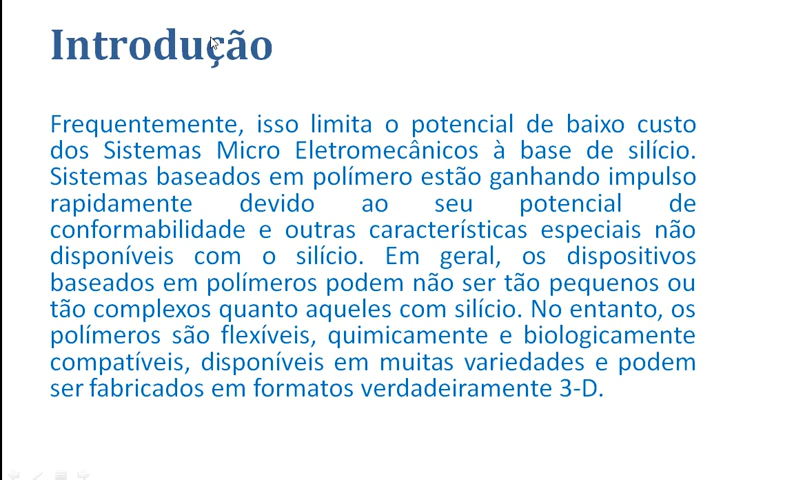 Introdução
Frequentemente, isso limita o potencial de baixo custo
dos Sistemas Micro Eletromecânicos à base de silício.
Sistemas baseados em polímero estão ganhando impulso
rapidamente devido ao seu potencial de
conformabilidade e outras características especiais não
disponíveis com o silício. Em geral, os dispositivos
baseados em polímeros podem não ser tão pequenos ou
tão complexos quanto aqueles com silício. No entanto, os
polímeros são flexíveis, quimicamente e biologicamente
compatíveis, disponíveis em muitas variedades e podem
ser fabricados em formatos verdadeiramente 3-D.